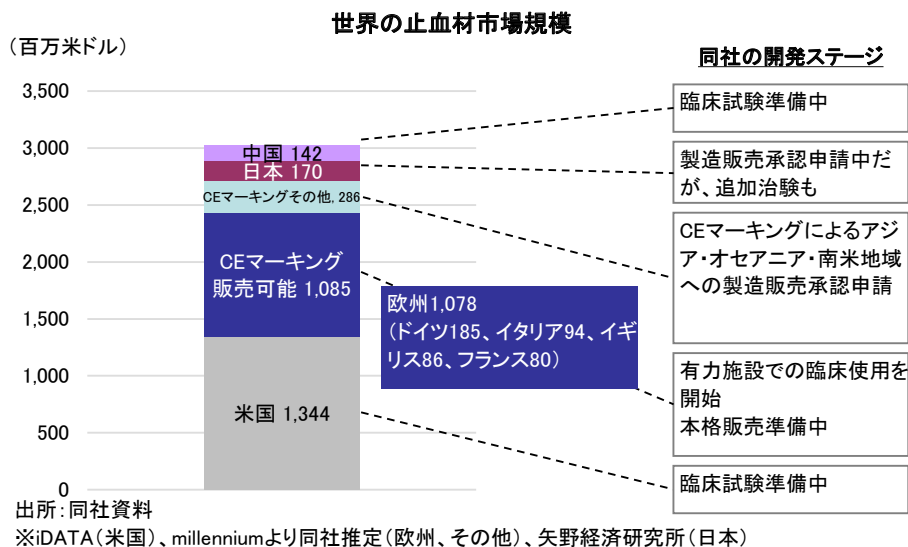 世界の止血材市場規模
（百万米ドル）
同社の開発ステージ
3,500
3,000
2,500
2,000
1,500
1,000
500
0
中国 142
日本 170
CEマーキングその他, 286
CEマーキング
販売可能 1,085
米国 1,344
欧州1,078
（ドイツ185、イタリア94、イギ
リス86、フランス80）
臨床試験準備中
製造販売承認申請中だ
が、追加治験も
CEマーキングによるアジ
ア・オセアニア・南米地域
への製造販売承認申請
有力施設での臨床使用を
開始
本格販売準備中
臨床試験準備中
出所：同社資料
※iDATA（米国）、millenniumより同社推定（欧州、その他）、矢野経済研究所（日本）